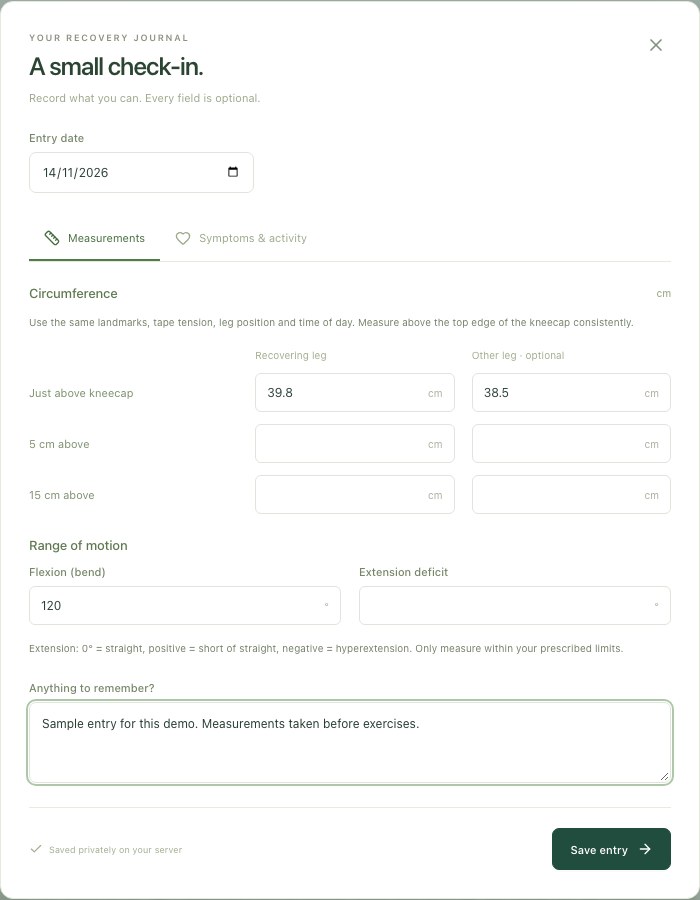 YOUR RECOVERY JOURNAL
A small check-in.
Record what you can. Every field is optional.
Entry date
14/11/2026
Measurements
Symptoms & activity
Circumference
cm
Use the same landmarks, tape tension, leg position and time of day. Measure above the top edge of the kneecap consistently.
Recovering leg
Other leg · optional
Just above kneecap
39.8 cm
38.5 cm
5 cm above
cm
cm
15 cm above
cm
cm
Range of motion
Flexion (bend)
Extension deficit
120 °
°
Extension: 0° = straight, positive = short of straight, negative = hyperextension. Only measure within your prescribed limits.
Anything to remember?
Sample entry for this demo. Measurements taken before exercises.
Saved privately on your server
Save entry